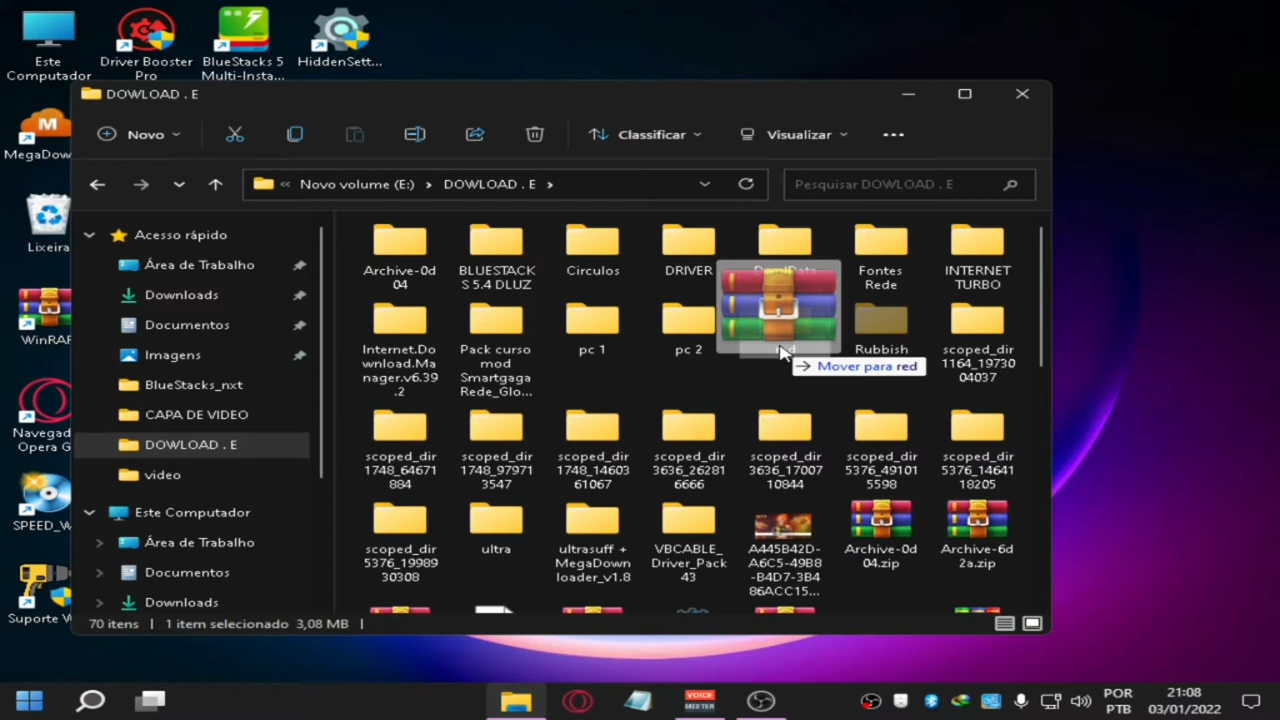 Este
Computador
Driver Booster
Pro
BlueStacks 5
Multi-Insta...
HiddenSett...
MegaDow
Lixeira
WinRAR
Navegad
Opera G
SPEED_W
Suporte W
DOWLOAD . E
Novo
Classificar
Visualizar
Novo volume (E:)
DOWLOAD . E
Pesquisar DOWLOAD . E
Acesso rápido
Área de Trabalho
Downloads
Documentos
Imagens
BlueStacks_nxt
CAPA DE VIDEO
DOWLOAD . E
video
Este Computador
Área de Trabalho
Documentos
Downloads
Archive-0d
04
BLUESTACK
S 5.4 DLUZ
Circulos
DRIVER
Fontes
Rede
INTERNET
TURBO
Internet.Do
wnload.Ma
nager.v6.39
.2
Pack curso
mod
Smartgaga
Rede_Glo...
pc 1
pc 2
Mover para red
Rubbish
scoped_dir
1164_19730
04037
scoped_dir
1748_64671
884
scoped_dir
1748_97971
3547
scoped_dir
1748_14603
61067
scoped_dir
3636_26281
6666
scoped_dir
3636_17007
10844
scoped_dir
5376_49101
5598
scoped_dir
5376_14641
18205
scoped_dir
5376_19989
30308
ultra
ultrasuff +
MegaDown
loader_v1.8
VBCABLE_
Driver_Pack
43
A445B42D-
A6C5-49B8
-B4D7-3B4
86ACC15...
Archive-0d
04.zip
Archive-6d
2a.zip
70 itens
1 item selecionado 3,08 MB
VOICE
MEETER
POR
PTB
21:08
03/01/2022